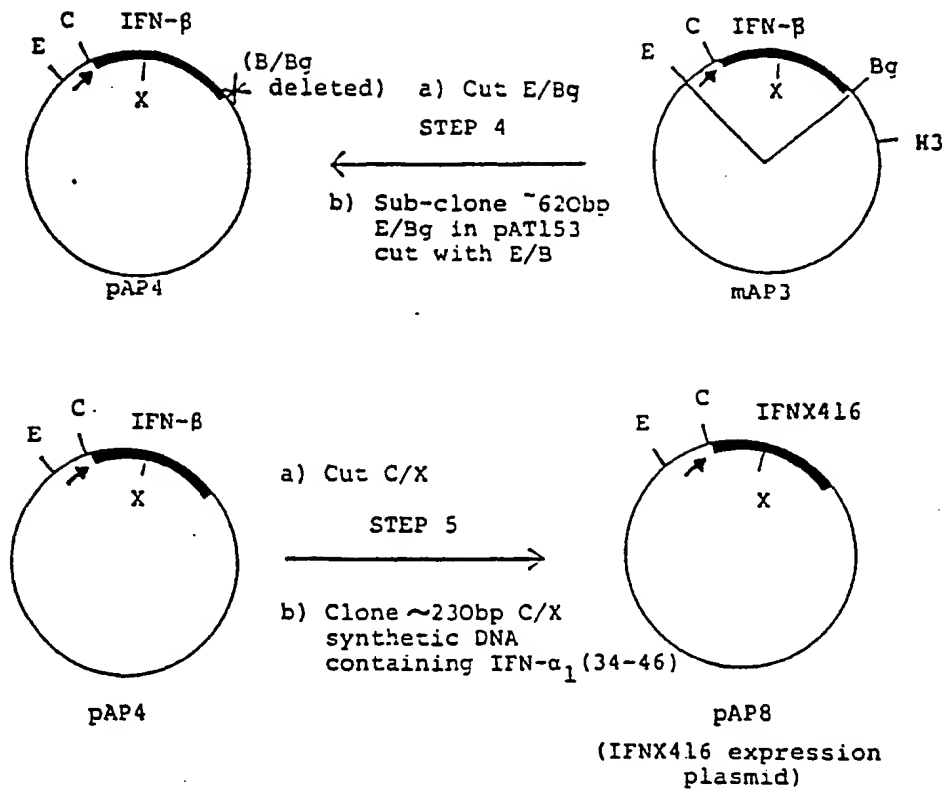 C IFN-β
E
(B/Bg
deleted)
X
a) Cut E/Bg
STEP 4
b) Sub-clone ~620bp
E/Bg in pAT153
cut with E/B
pAP4
C IFN-β
E
Bg
X
H3
mAP3
C IFN-β
E
X
pAP4
a) Cut C/X
STEP 5
b) Clone ~230bp C/X
synthetic DNA
containing IFN-α1(34-46)
C IFNX416
E
X
pAP8
(IFNX416 expression
plasmid)